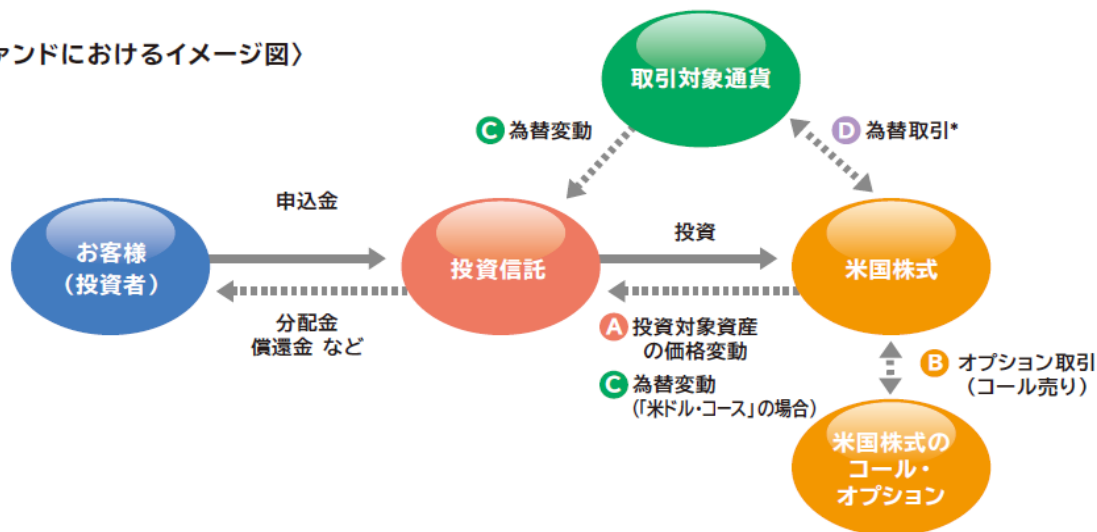 ァンドにおけるイメージ図〉
取引対象通貨
C 為替変動
D 為替取引*
申込金
投資
お客様
(投資者)
投資信託
米国株式
分配金
償還金 など
A 投資対象資産
の価格変動
C 為替変動
(「米ドル・コース」の場合)
B オプション取引
(コール売り)
米国株式の
コール・
オプション